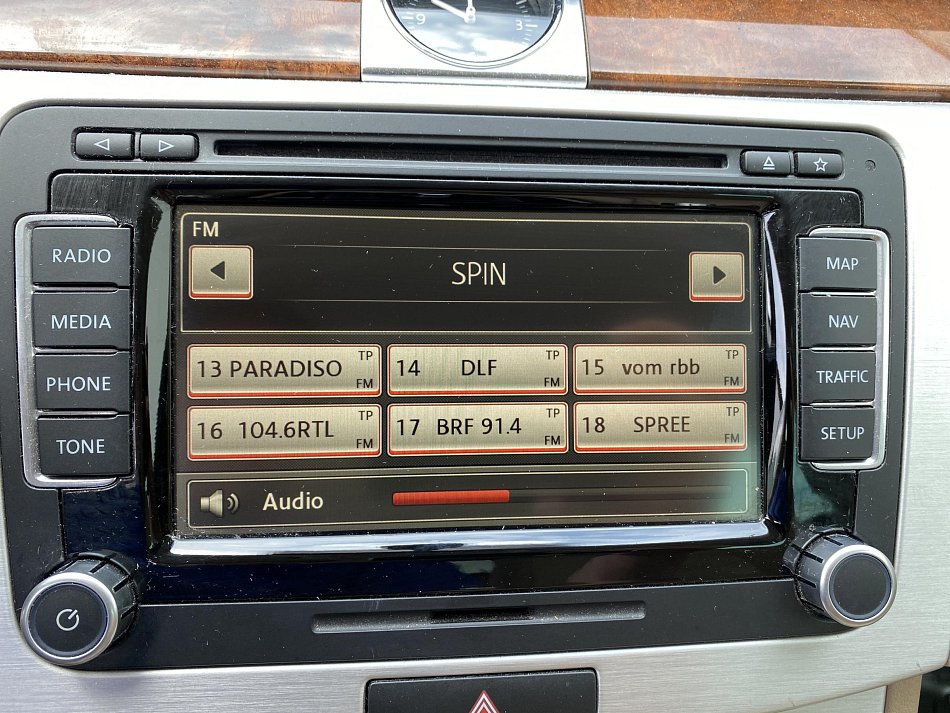 9 3
RADIO
MEDIA
PHONE
TONE
FM
SPIN
13 PARADISO TP FM
14 DLF TP FM
15 vom rbb TP FM
16 104.6RTL TP FM
17 BRF 91.4 TP FM
18 SPREE TP FM
Audio
MAP
NAV
TRAFFIC
SETUP